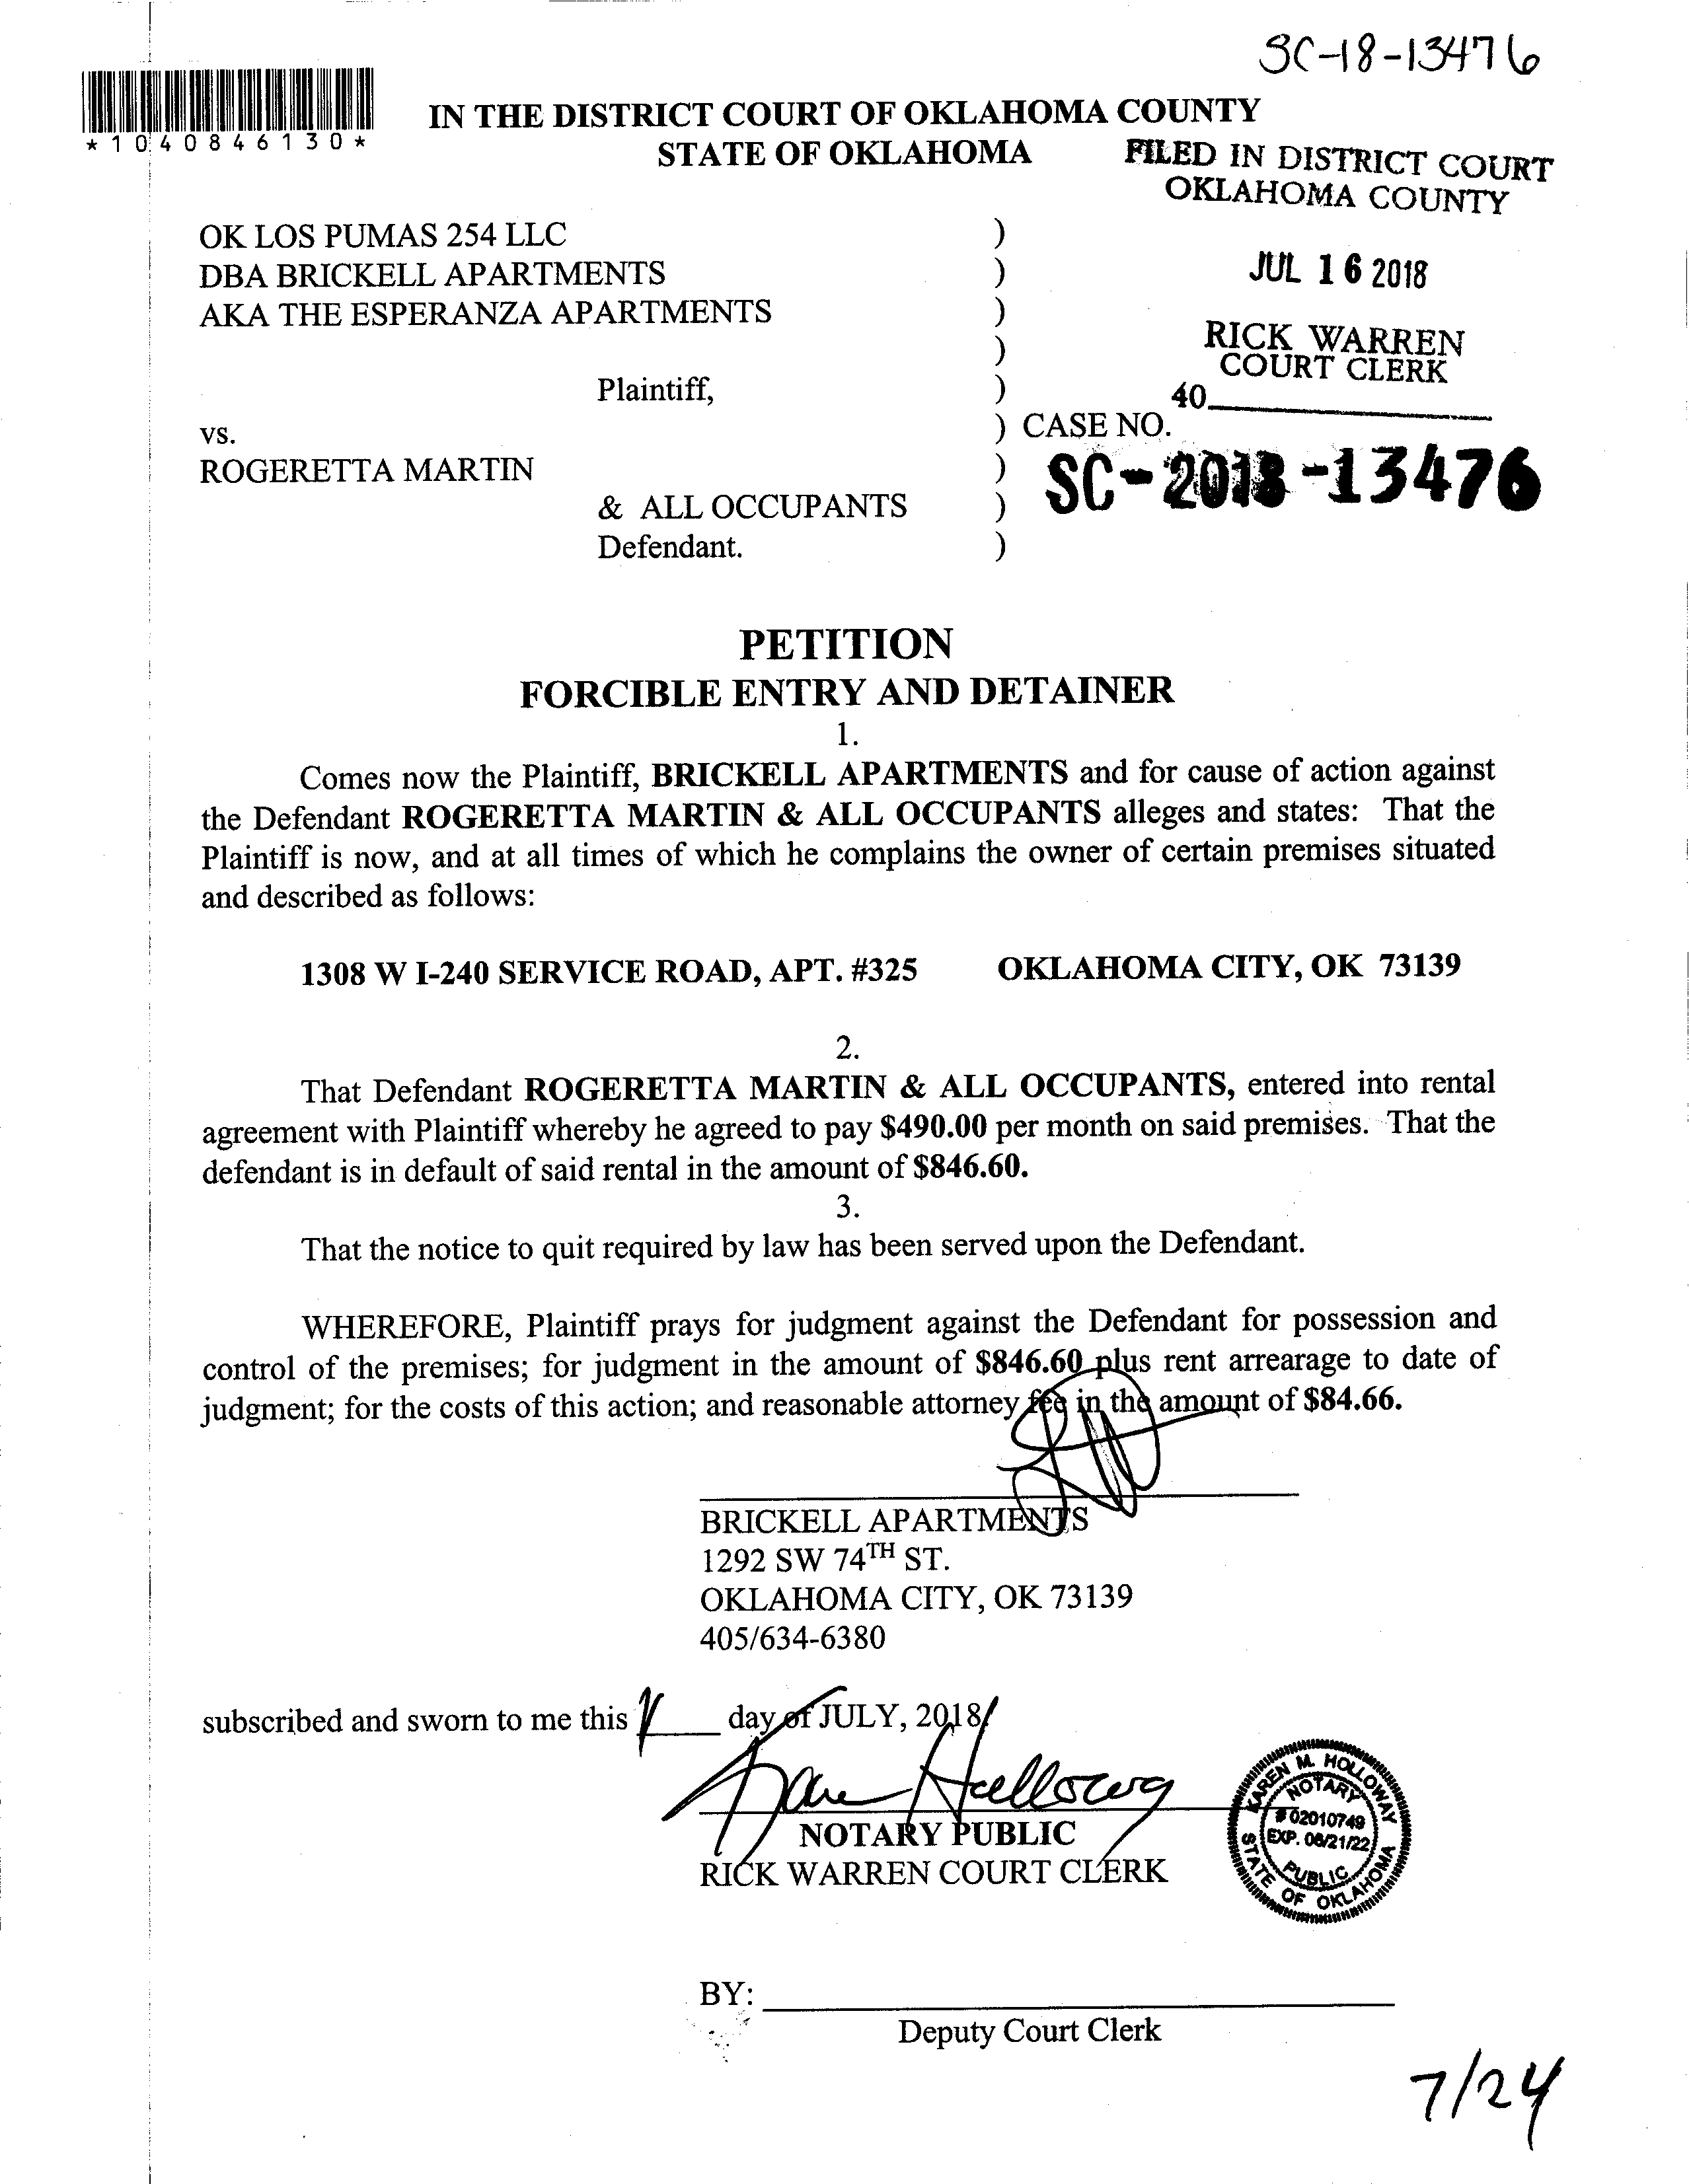 SC-18-13476
*1040846130*
IN THE DISTRICT COURT OF OKLAHOMA COUNTY
STATE OF OKLAHOMA
FILED IN DISTRICT COURT
OKLAHOMA COUNTY
JUL 16 2018
RICK WARREN
COURT CLERK
40
OK LOS PUMAS 254 LLC )
DBA BRICKELL APARTMENTS )
AKA THE ESPERANZA APARTMENTS )
)
Plaintiff, )
vs. ) CASE NO.
ROGERETTA MARTIN ) SC-2018-13476
& ALL OCCUPANTS )
Defendant. )
PETITION
FORCIBLE ENTRY AND DETAINER
1.
Comes now the Plaintiff, BRICKELL APARTMENTS and for cause of action against
the Defendant ROGERETTA MARTIN & ALL OCCUPANTS alleges and states: That the
Plaintiff is now, and at all times of which he complains the owner of certain premises situated
and described as follows:
1308 W I-240 SERVICE ROAD, APT. #325 OKLAHOMA CITY, OK 73139
2.
That Defendant ROGERETTA MARTIN & ALL OCCUPANTS, entered into rental
agreement with Plaintiff whereby he agreed to pay $490.00 per month on said premises. That the
defendant is in default of said rental in the amount of $846.60.
3.
That the notice to quit required by law has been served upon the Defendant.
WHEREFORE, Plaintiff prays for judgment against the Defendant for possession and
control of the premises; for judgment in the amount of $846.60 plus rent arrearage to date of
judgment; for the costs of this action; and reasonable attorney fee in the amount of $84.66.
BRICKELL APARTMENTS
1292 SW 74TH ST.
OKLAHOMA CITY, OK 73139
405/634-6380
subscribed and sworn to me this day of JULY, 2018
Karen Holloway
NOTARY PUBLIC
RICK WARREN COURT CLERK
KAREN M. HOLLOWAY
NOTARY
# 02010749
EXP. 06/21/22
PUBLIC
STATE OF OKLAHOMA
BY:
Deputy Court Clerk
7/24